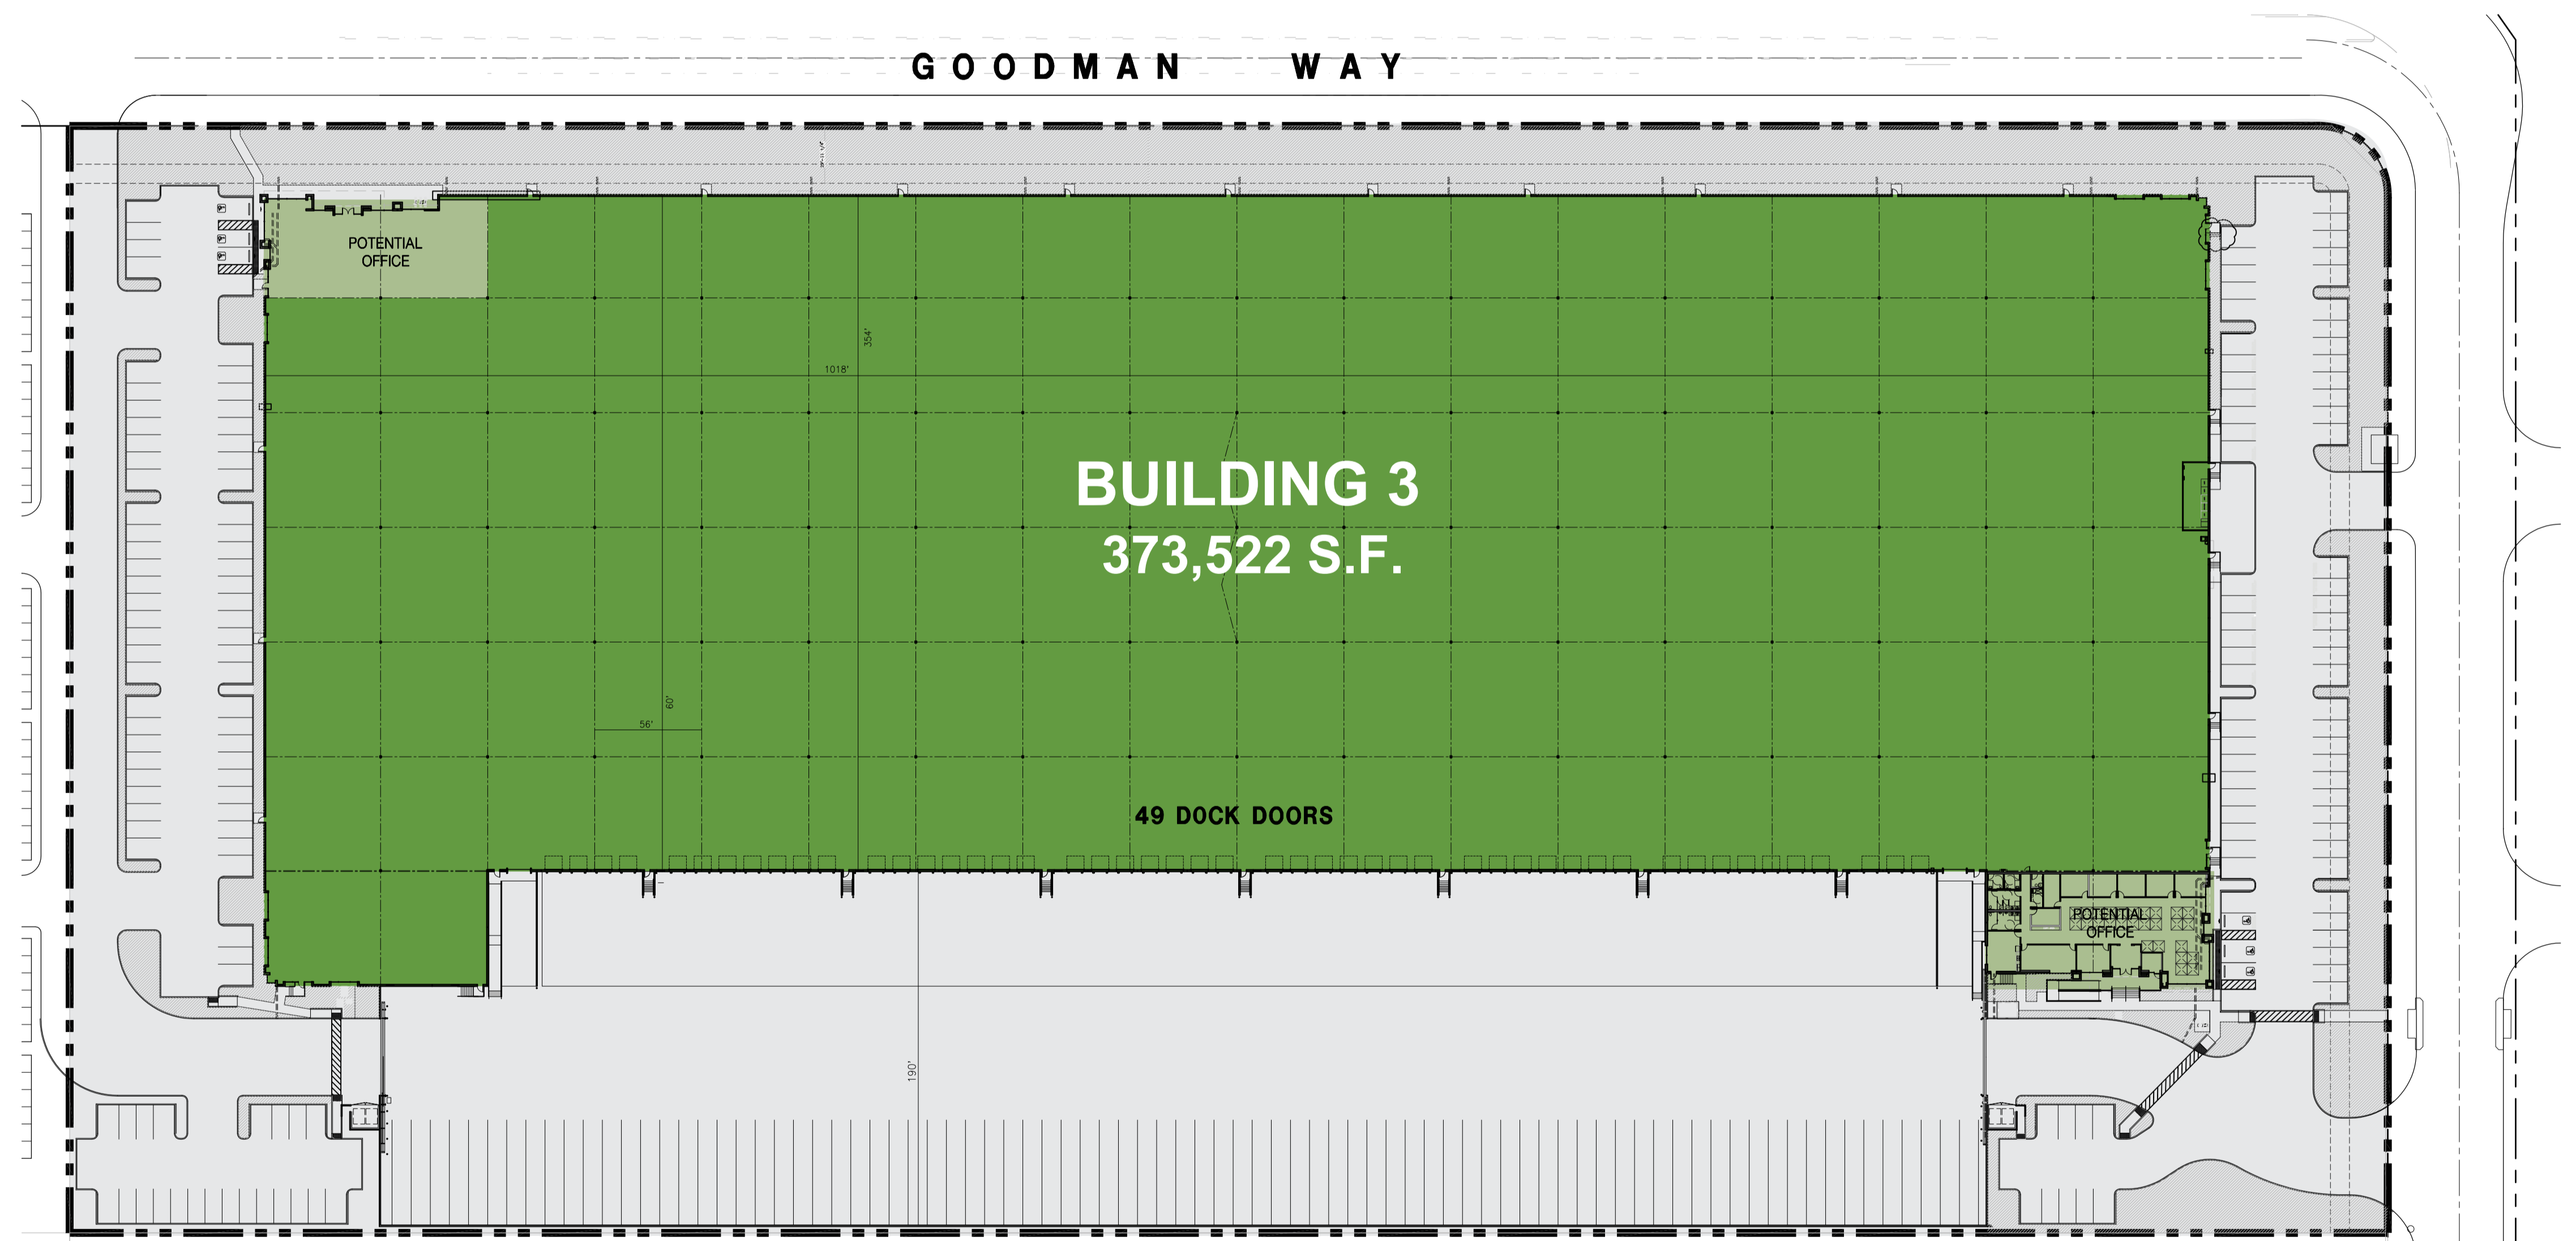 GOODMAN WAY
POTENTIAL
OFFICE
354'
1018'
BUILDING 3
373,522 S.F.
60'
56'
49 DOCK DOORS
POTENTIAL
OFFICE
190'